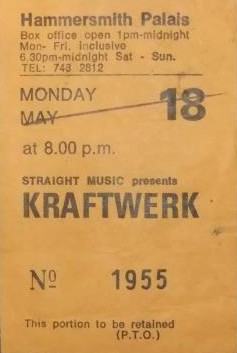 Hammersmith Palais
Box office open 1pm-midnight
Mon- Fri. inclusive
6.30pm-midnight Sat - Sun.
TEL: 748 2812
MONDAY
MAY 18
at 8.00 p.m.
STRAIGHT MUSIC presents
KRAFTWERK
Nº 1955
This portion to be retained
(P.T.O.)